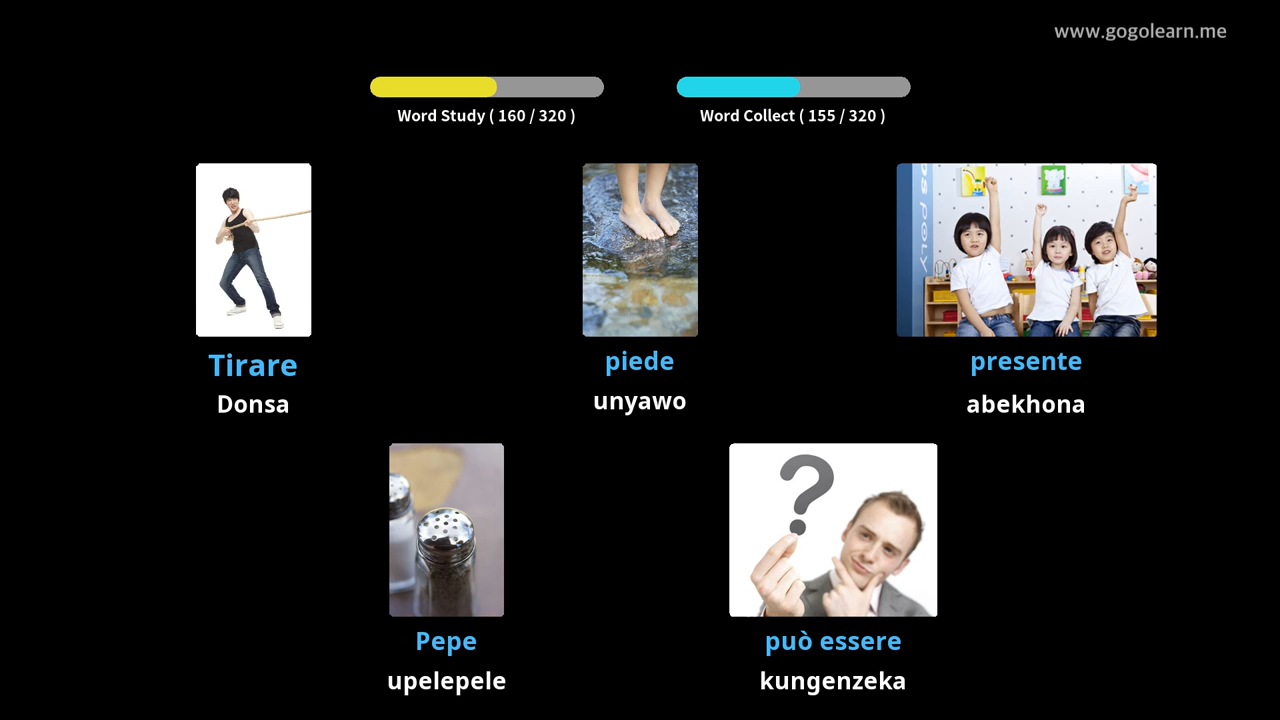 www.gogolearn.me
Word Study ( 160 / 320 )
Word Collect ( 155 / 320 )
Tirare
Donsa
piede
unyawo
presente
abekhona
Pepe
upelepele
può essere
kungenzeka